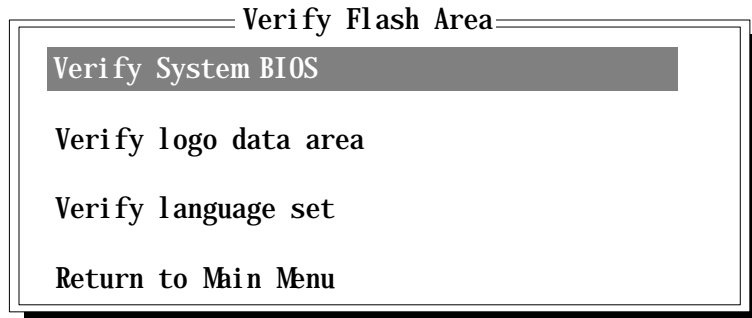 Verify Flash Area
Verify System BIOS
Verify logo data area
Verify language set
Return to Main Menu